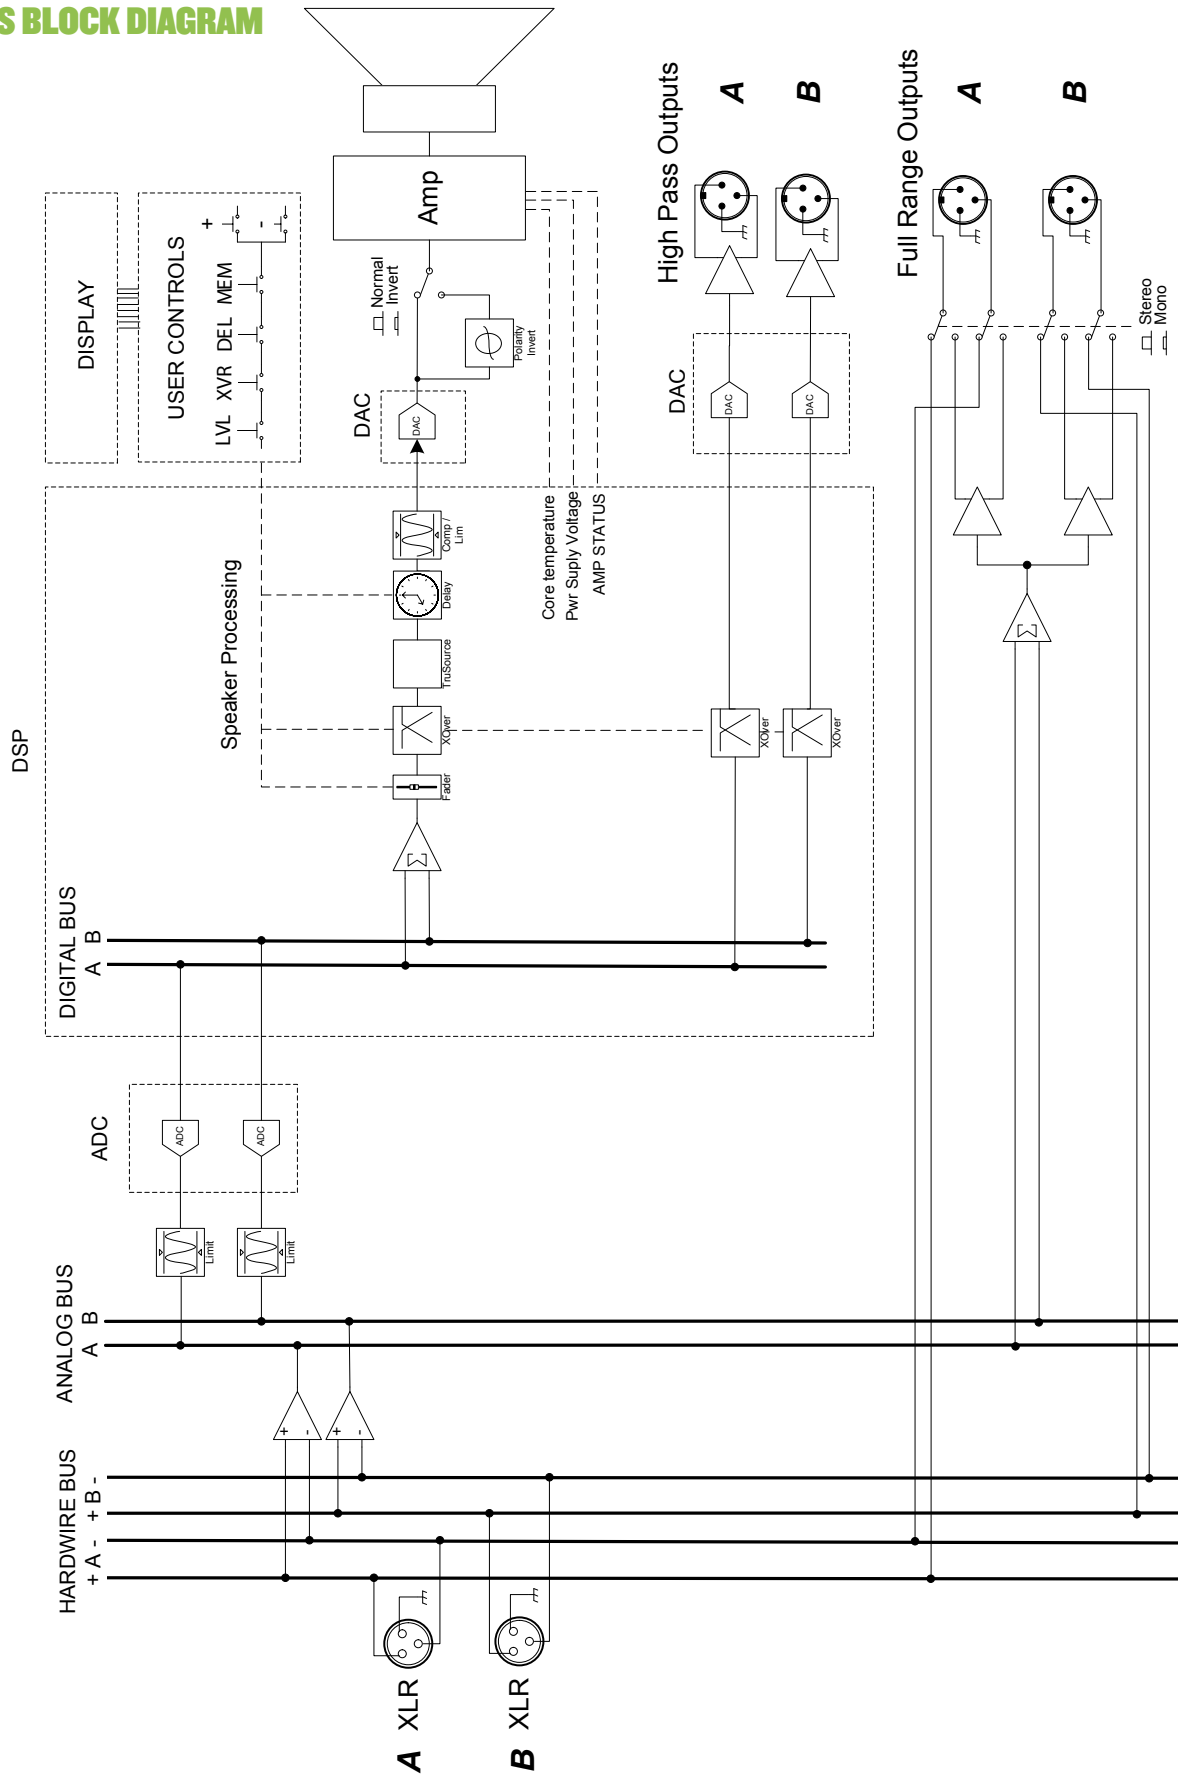 S BLOCK DIAGRAM
DISPLAY
USER CONTROLS
LVL XVR DEL MEM
+
-
Amp
Normal
Invert
Polarity
Invert
DAC
DAC
High Pass Outputs
A
B
Full Range Outputs
A
B
Stereo
Mono
DAC
DAC
DAC
DSP
Speaker Processing
Fader
XOver
TruSource
Delay
Comp /
Lim
Core temperature
Pwr Suply Voltage
AMP STATUS
XOver
XOver
Σ
Σ
DIGITAL BUS
A B
ADC
ADC
ADC
Limit
Limit
ANALOG BUS
A B
+ -
+ -
HARDWIRE BUS
+ A - + B -
A XLR
B XLR